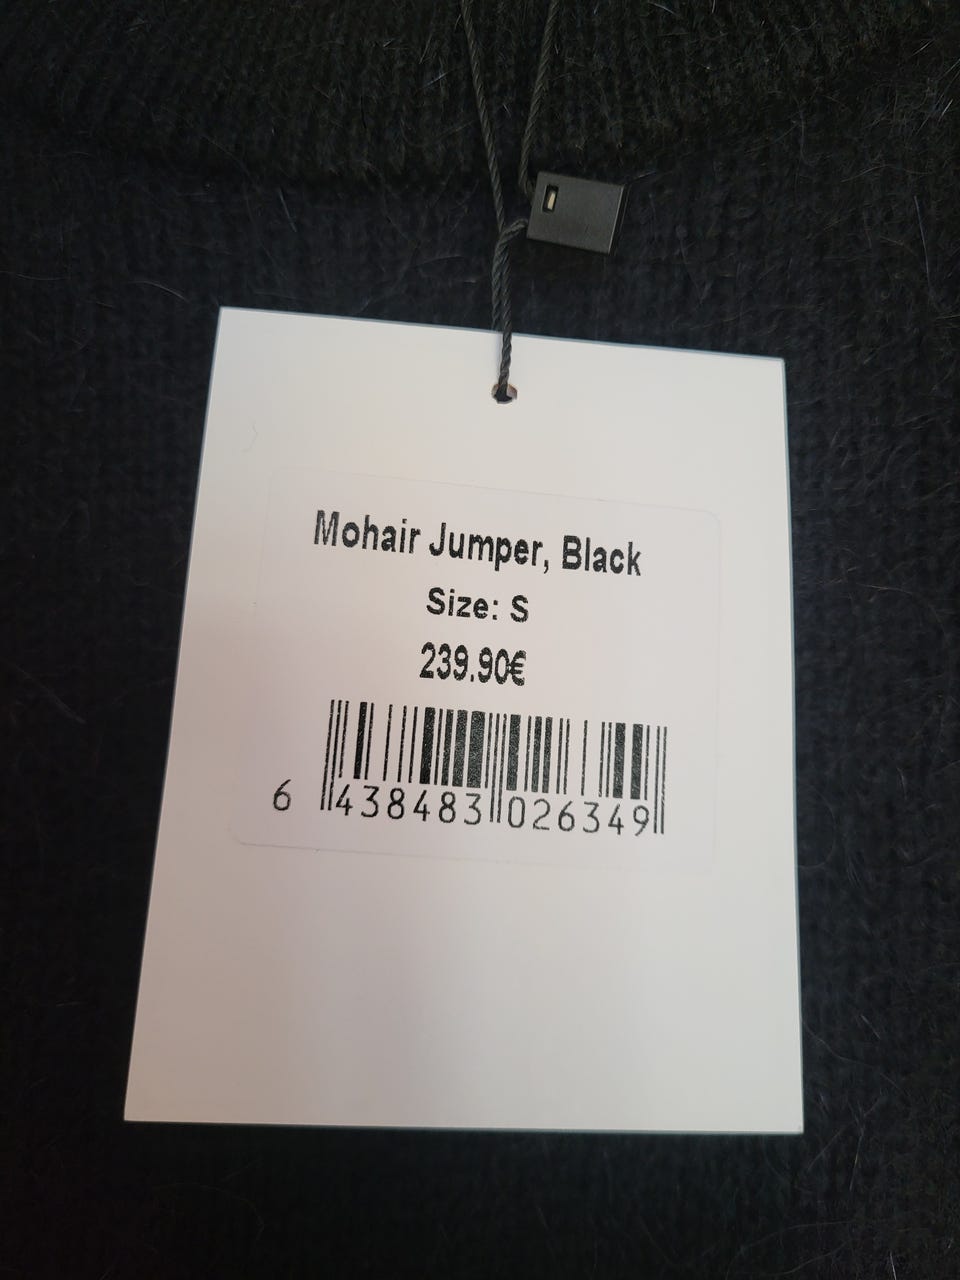 Mohair Jumper, Black
Size: S
239.90€
6 438483 026349